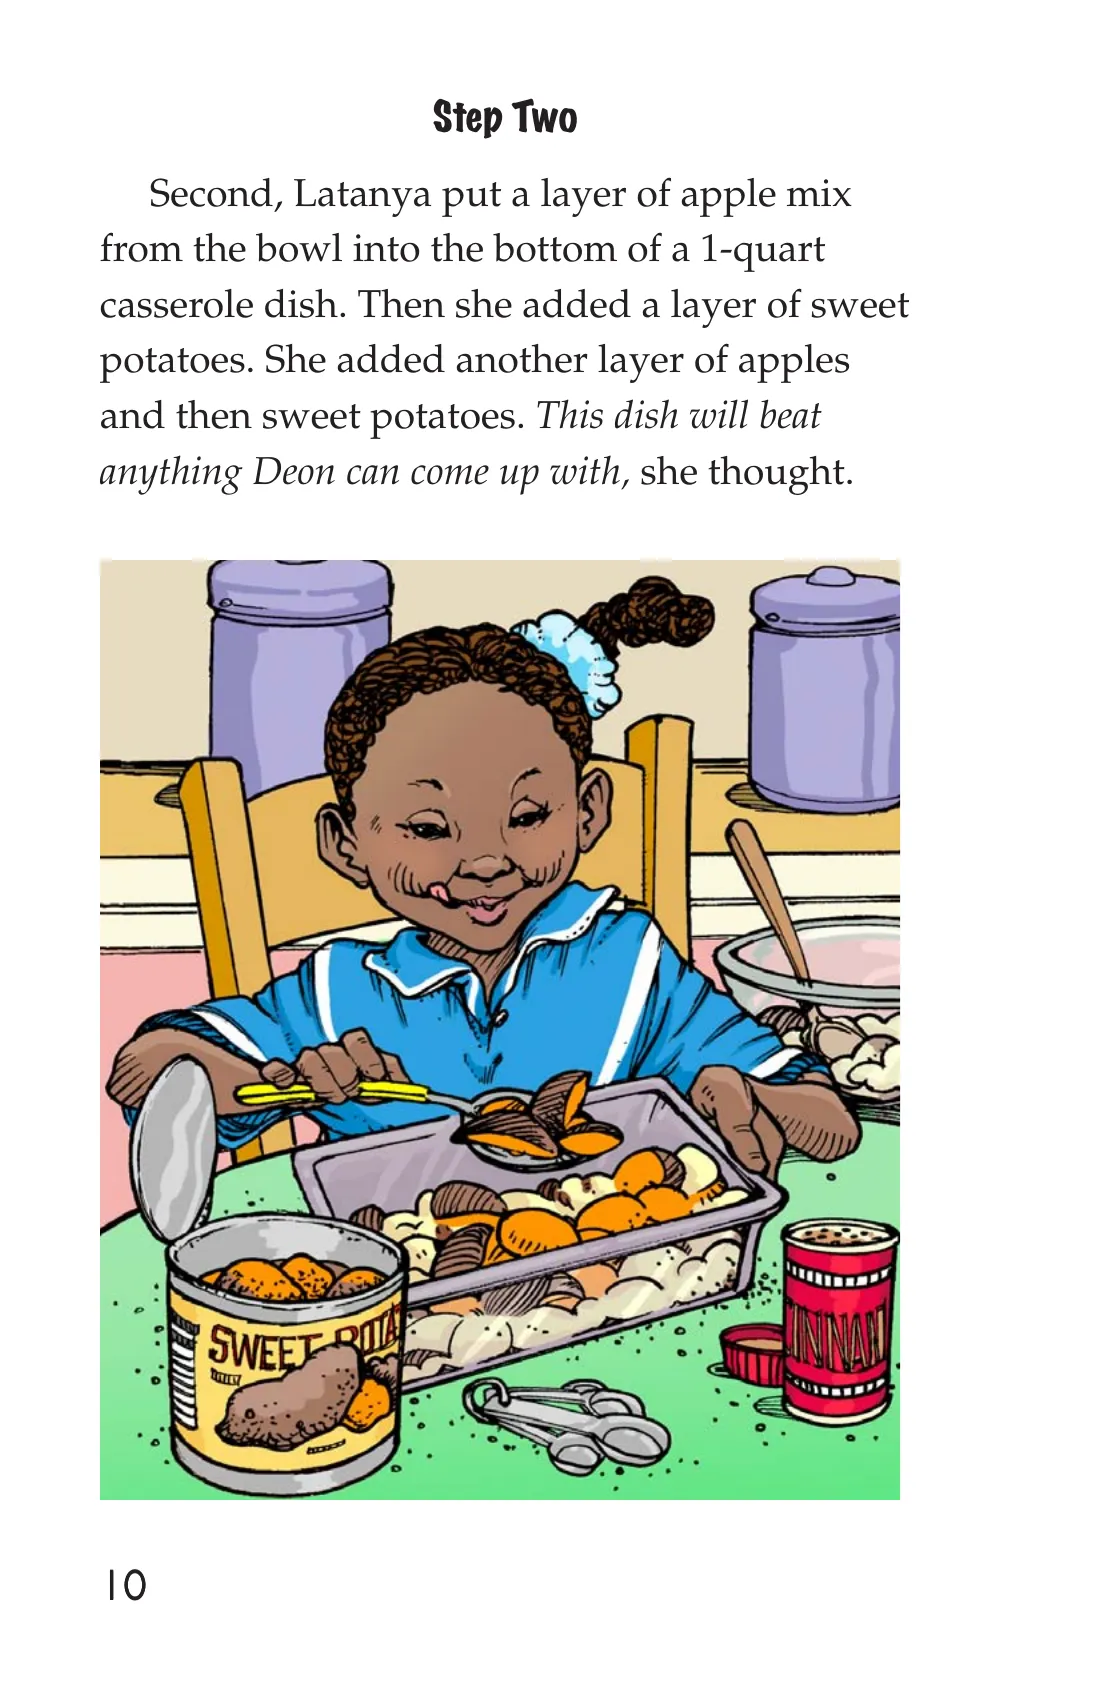 Step Two
Second, Latanya put a layer of apple mix
from the bowl into the bottom of a 1-quart
casserole dish. Then she added a layer of sweet
potatoes. She added another layer of apples
and then sweet potatoes. This dish will beat
anything Deon can come up with, she thought.
SWEET POTA
INNAM
10